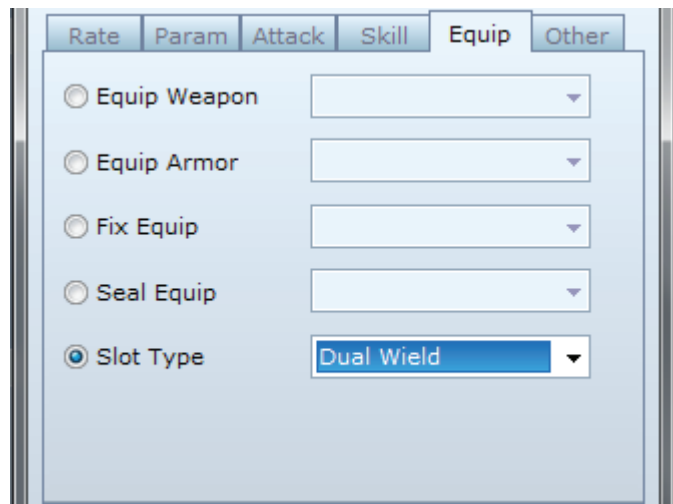 Rate Param Attack Skill Equip Other
Equip Weapon
Equip Armor
Fix Equip
Seal Equip
Slot Type Dual Wield